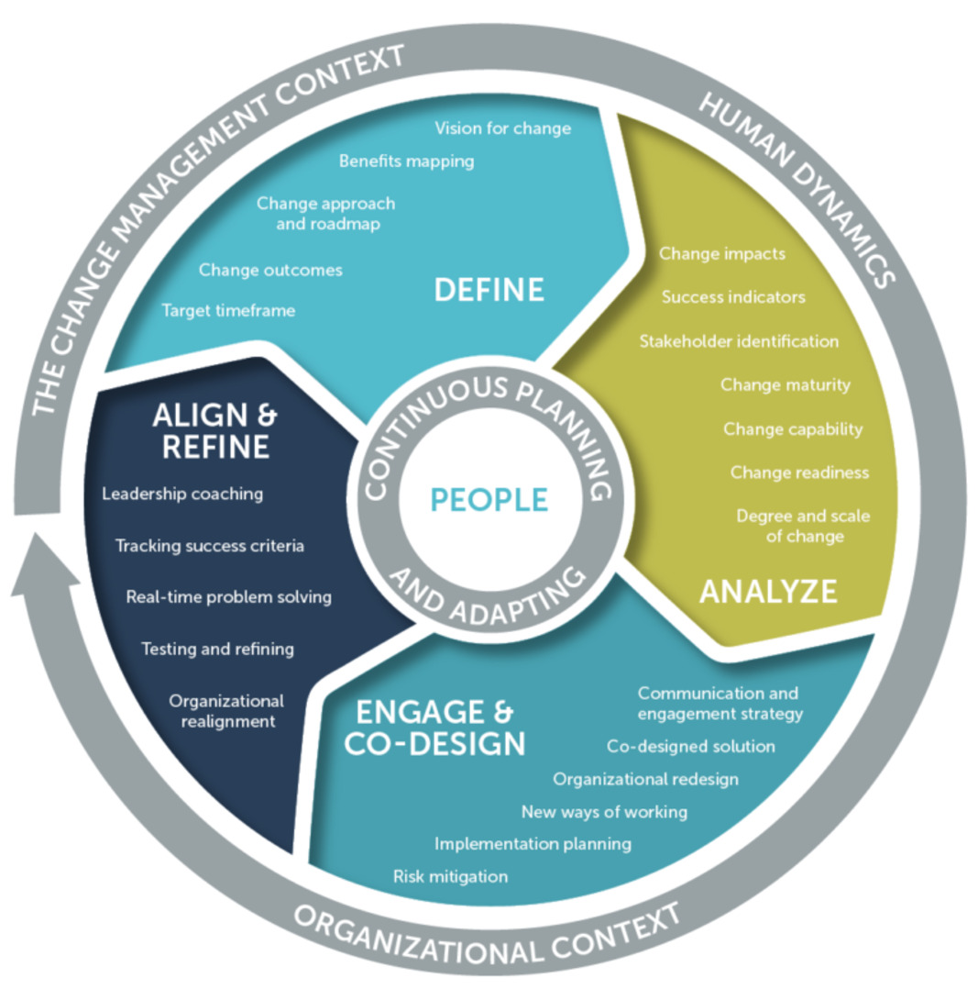 THE CHANGE MANAGEMENT CONTEXT
HUMAN DYNAMICS
ORGANIZATIONAL CONTEXT
Vision for change
Benefits mapping
Change approach
and roadmap
Change outcomes
Target timeframe
DEFINE
Change impacts
Success indicators
Stakeholder identification
Change maturity
Change capability
Change readiness
Degree and scale
of change
ANALYZE
ENGAGE &
CO-DESIGN
Communication and
engagement strategy
Co-designed solution
Organizational redesign
New ways of working
Implementation planning
Risk mitigation
ALIGN &
REFINE
Leadership coaching
Tracking success criteria
Real-time problem solving
Testing and refining
Organizational
realignment
CONTINUOUS PLANNING
AND ADAPTING
PEOPLE